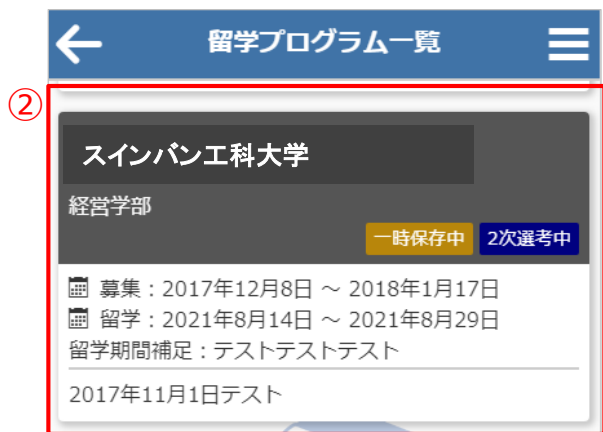 留学プログラム一覧
②
スインバン工科大学
経営学部
一時保存中 2次選考中
募集：2017年12月8日 ～ 2018年1月17日
留学：2021年8月14日 ～ 2021年8月29日
留学期間補足：テストテストテスト
2017年11月1日テスト